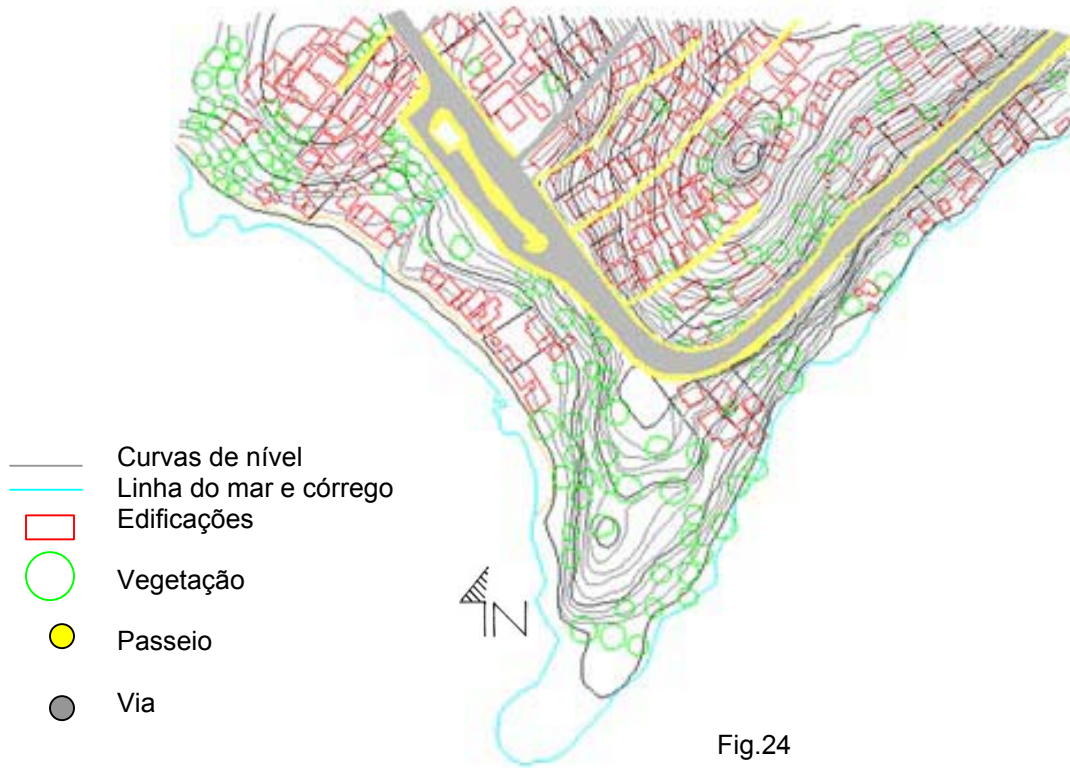 Curvas de nível
Linha do mar e córrego
Edificações
Vegetação
N
Passeio
Via
Fig.24